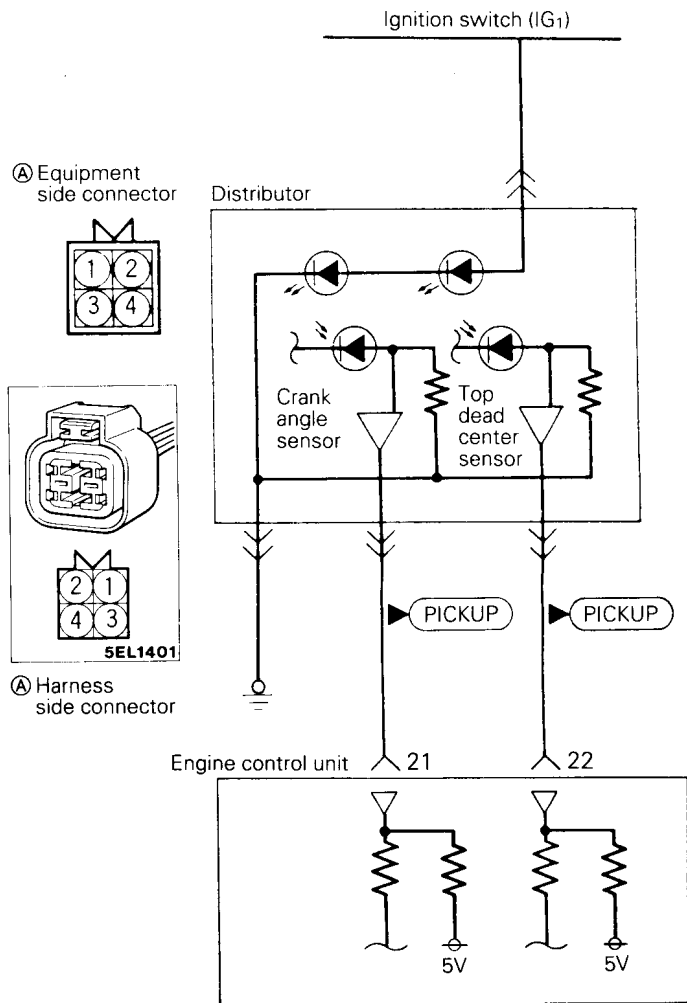 Ignition switch (IG1)
Ⓐ Equipment
side connector
Distributor
1 2
3 4
Crank
angle
sensor
Top
dead
center
sensor
2 1
4 3
5EL1401
Ⓐ Harness
side connector
PICKUP
PICKUP
Engine control unit
21
22
5V
5V